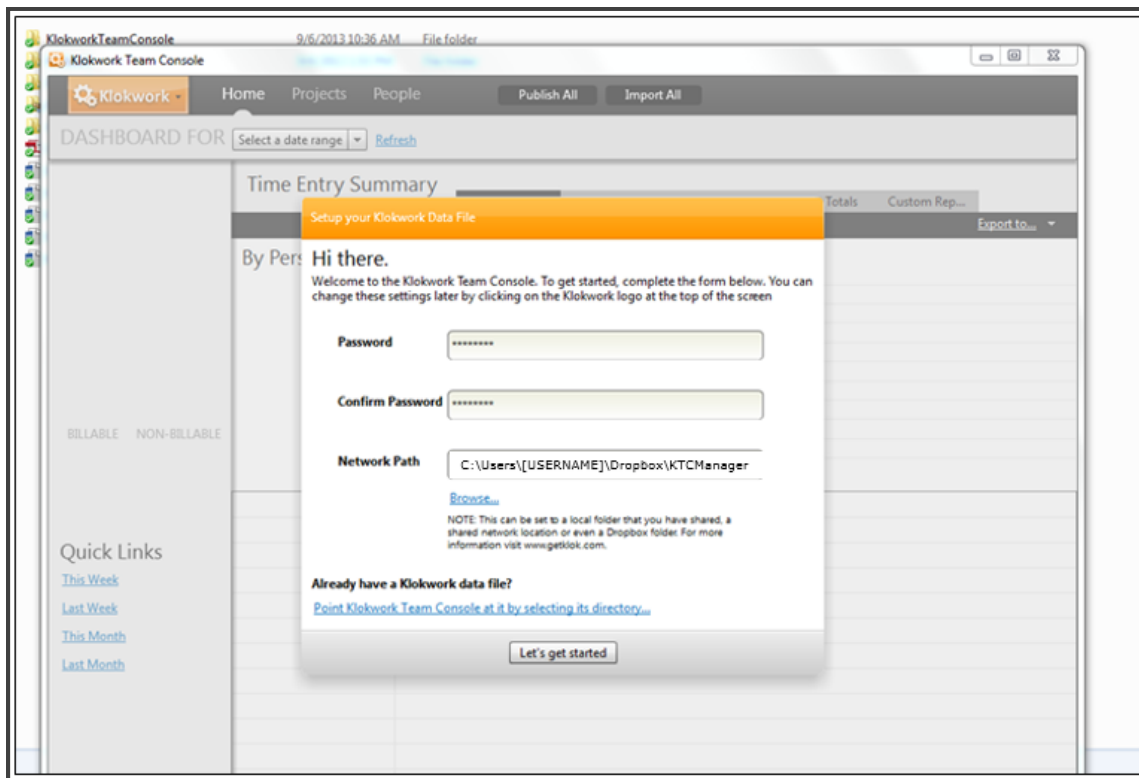 KlokworkTeamConsole 9/6/2013 10:36 AM File folder
Klokwork Team Console
Klokwork Home Projects People Publish All Import All
DASHBOARD FOR Select a date range Refresh
Time Entry Summary
Totals Custom Rep...
Setup your Klokwork Data File
Export to...
By Pers
Hi there.
Welcome to the Klokwork Team Console. To get started, complete the form below. You can
change these settings later by clicking on the Klokwork logo at the top of the screen
Password ********
Confirm Password ********
BILLABLE NON-BILLABLE
Network Path C:\Users\[USERNAME]\Dropbox\KTCManager
Browse...
NOTE: This can be set to a local folder that you have shared, a
shared network location or even a Dropbox folder. For more
information visit www.getklok.com.
Quick Links
This Week
Already have a Klokwork data file?
Last Week
Point Klokwork Team Console at it by selecting its directory...
This Month
Let's get started
Last Month